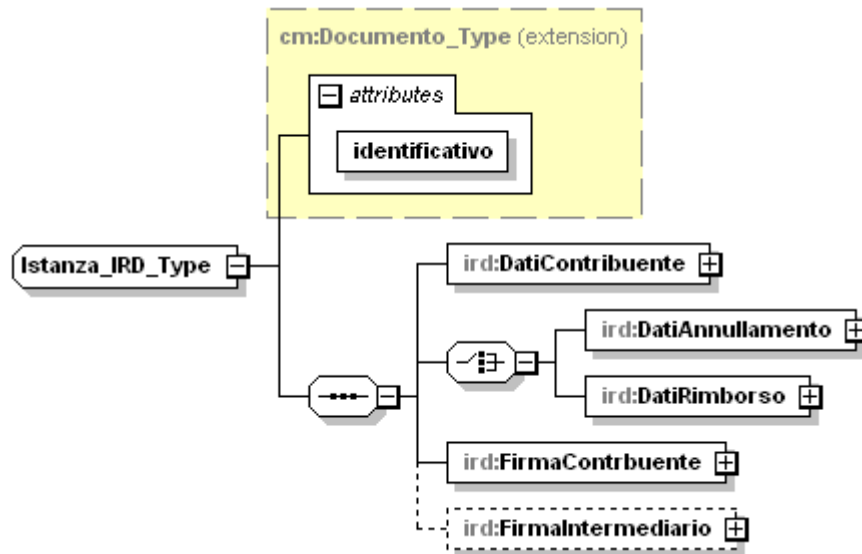 cm:Documento_Type (extension)
attributes
identificativo
Istanza_IRD_Type
ird:DatiContribuente
ird:DatiAnnullamento
ird:DatiRimborso
ird:FirmaContrbuente
ird:FirmaIntermediario